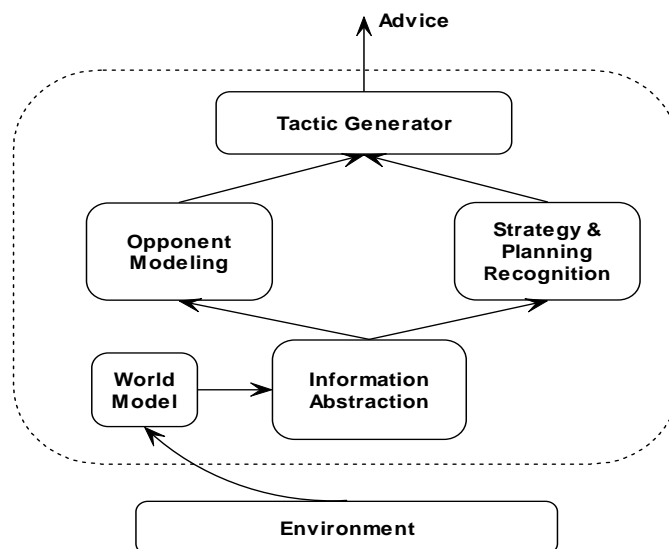 Advice
Tactic Generator
Opponent
Modeling
Strategy &
Planning
Recognition
World
Model
Information
Abstraction
Environment